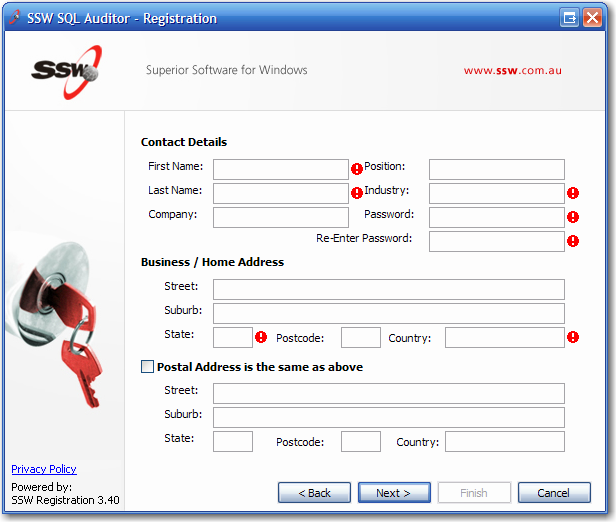 SSW SQL Auditor - Registration
SSW Superior Software for Windows www.ssw.com.au
Contact Details
First Name: Position:
Last Name: Industry:
Company: Password:
Re-Enter Password:
Business / Home Address
Street:
Suburb:
State: Postcode: Country:
Postal Address is the same as above
Street:
Suburb:
State: Postcode: Country:
Privacy Policy
Powered by:
SSW Registration 3.40
< Back Next > Finish Cancel